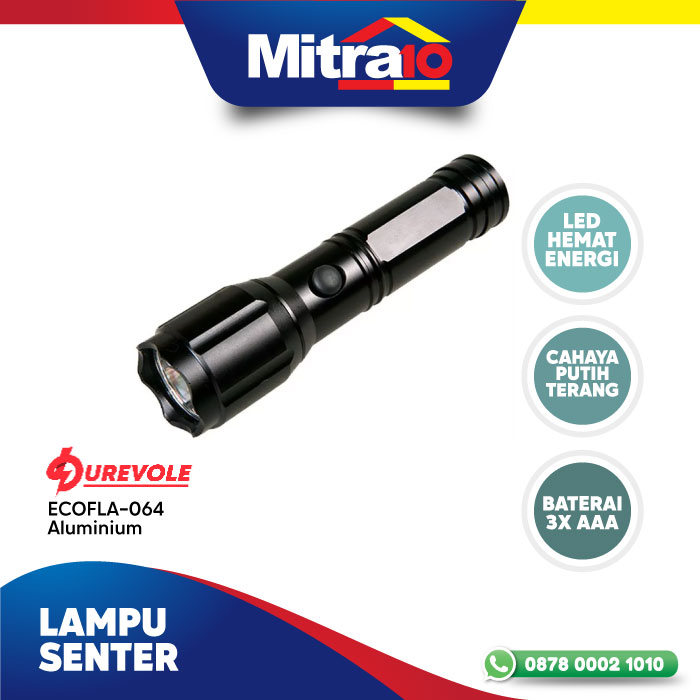 Mitra10
LED
HEMAT
ENERGI
CAHAYA
PUTIH
TERANG
BATERAI
3X AAA
DUREVOLE
ECOFLA-064
Aluminium
LAMPU
SENTER
0878 0002 1010